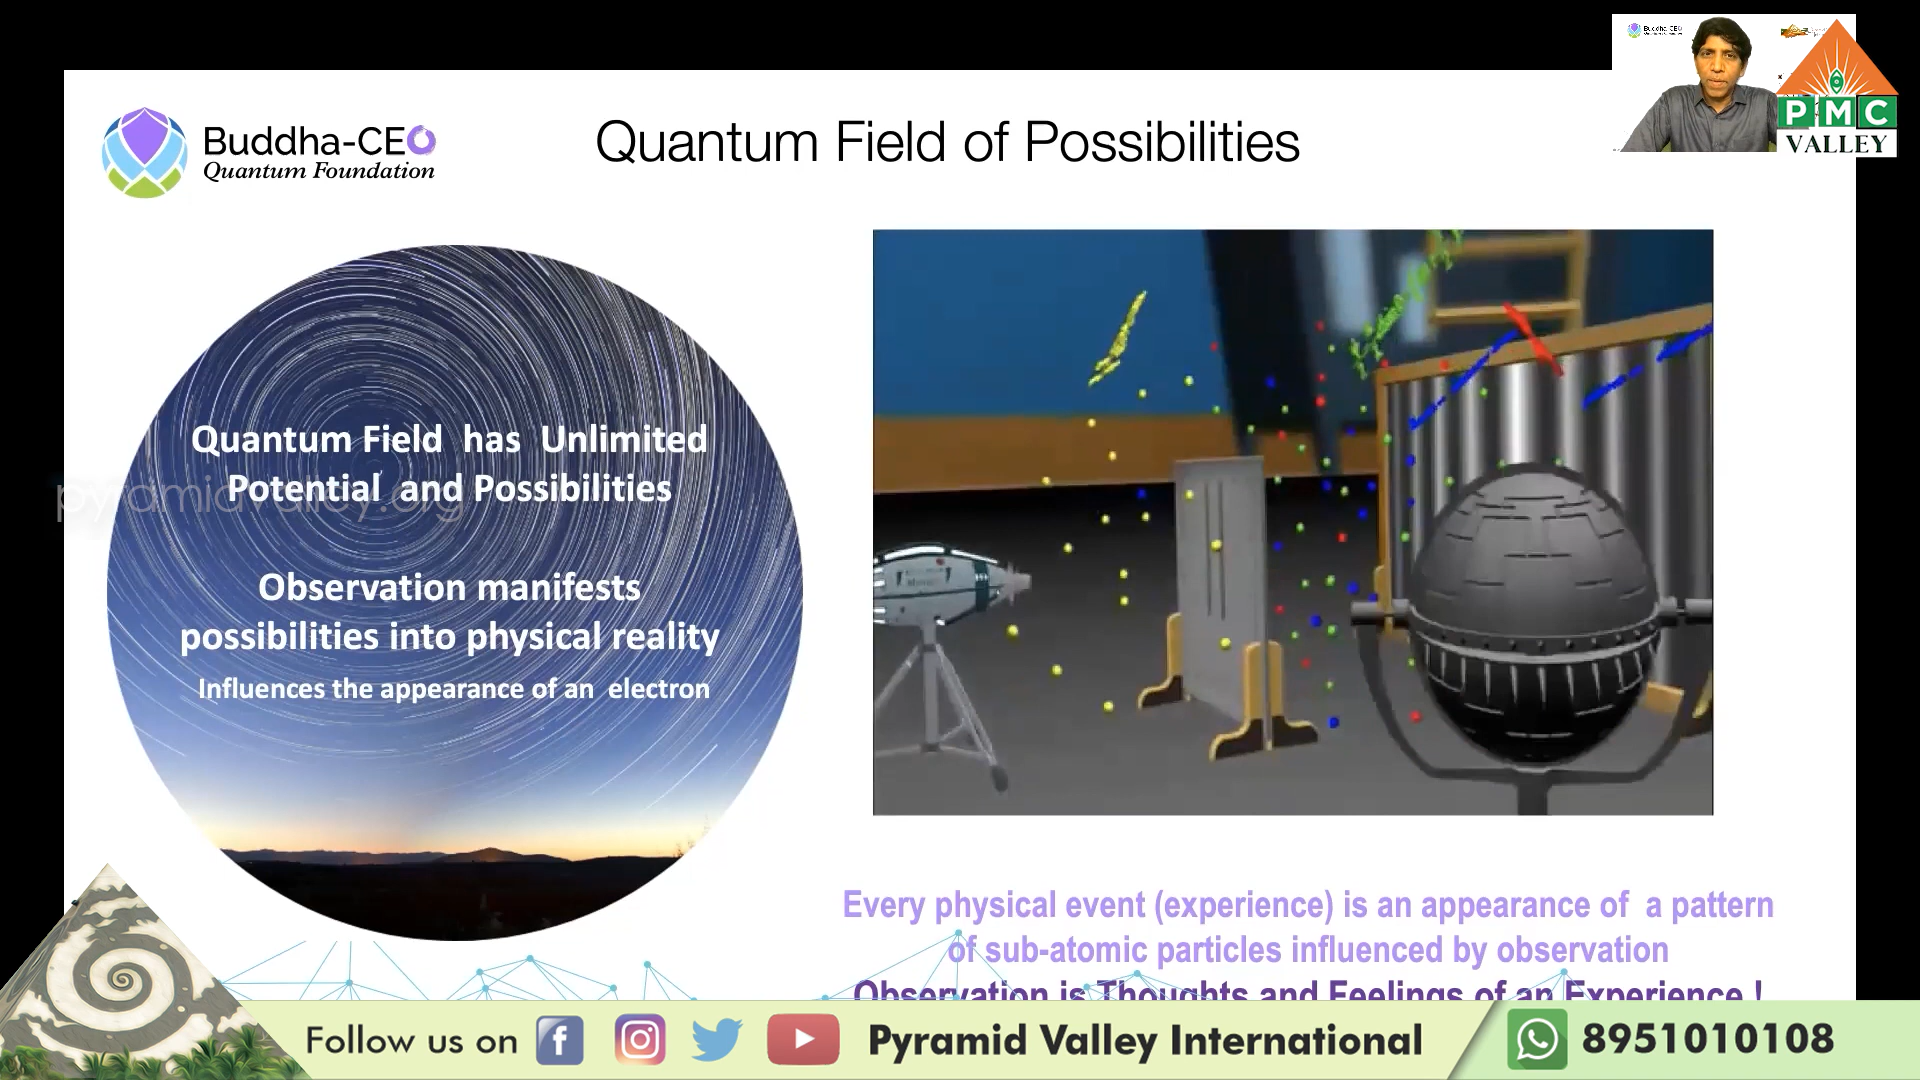 Buddha-CEO
Quantum Foundation
Quantum Field of Possibilities
Buddha-CEO
PMC
VALLEY
Quantum Field has Unlimited
Potential and Possibilities
pyramidvalley.org
Observation manifests
possibilities into physical reality
Influences the appearance of an electron
Every physical event (experience) is an appearance of a pattern
of sub-atomic particles influenced by observation
Observation is Thoughts and Feelings of an Experience !
Follow us on
Pyramid Valley International
8951010108